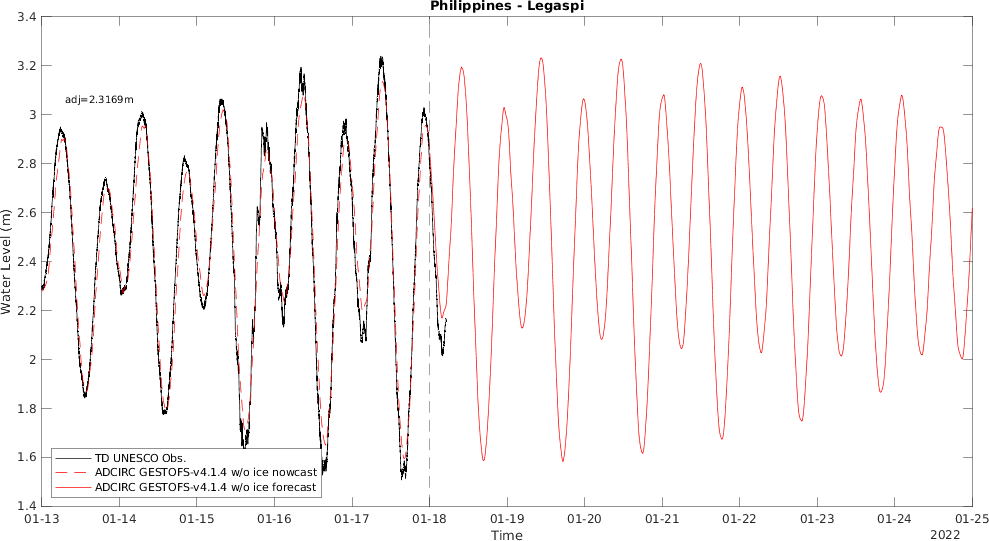 Philippines - Legaspi
3.4
3.2
3
2.8
2.6
2.4
2.2
2
1.8
1.6
1.4
Water Level (m)
adj=2.3169m
TD UNESCO Obs.
ADCIRC GESTOFS-v4.1.4 w/o ice nowcast
ADCIRC GESTOFS-v4.1.4 w/o ice forecast
01-13 01-14 01-15 01-16 01-17 01-18 01-19 01-20 01-21 01-22 01-23 01-24 01-25
Time
2022